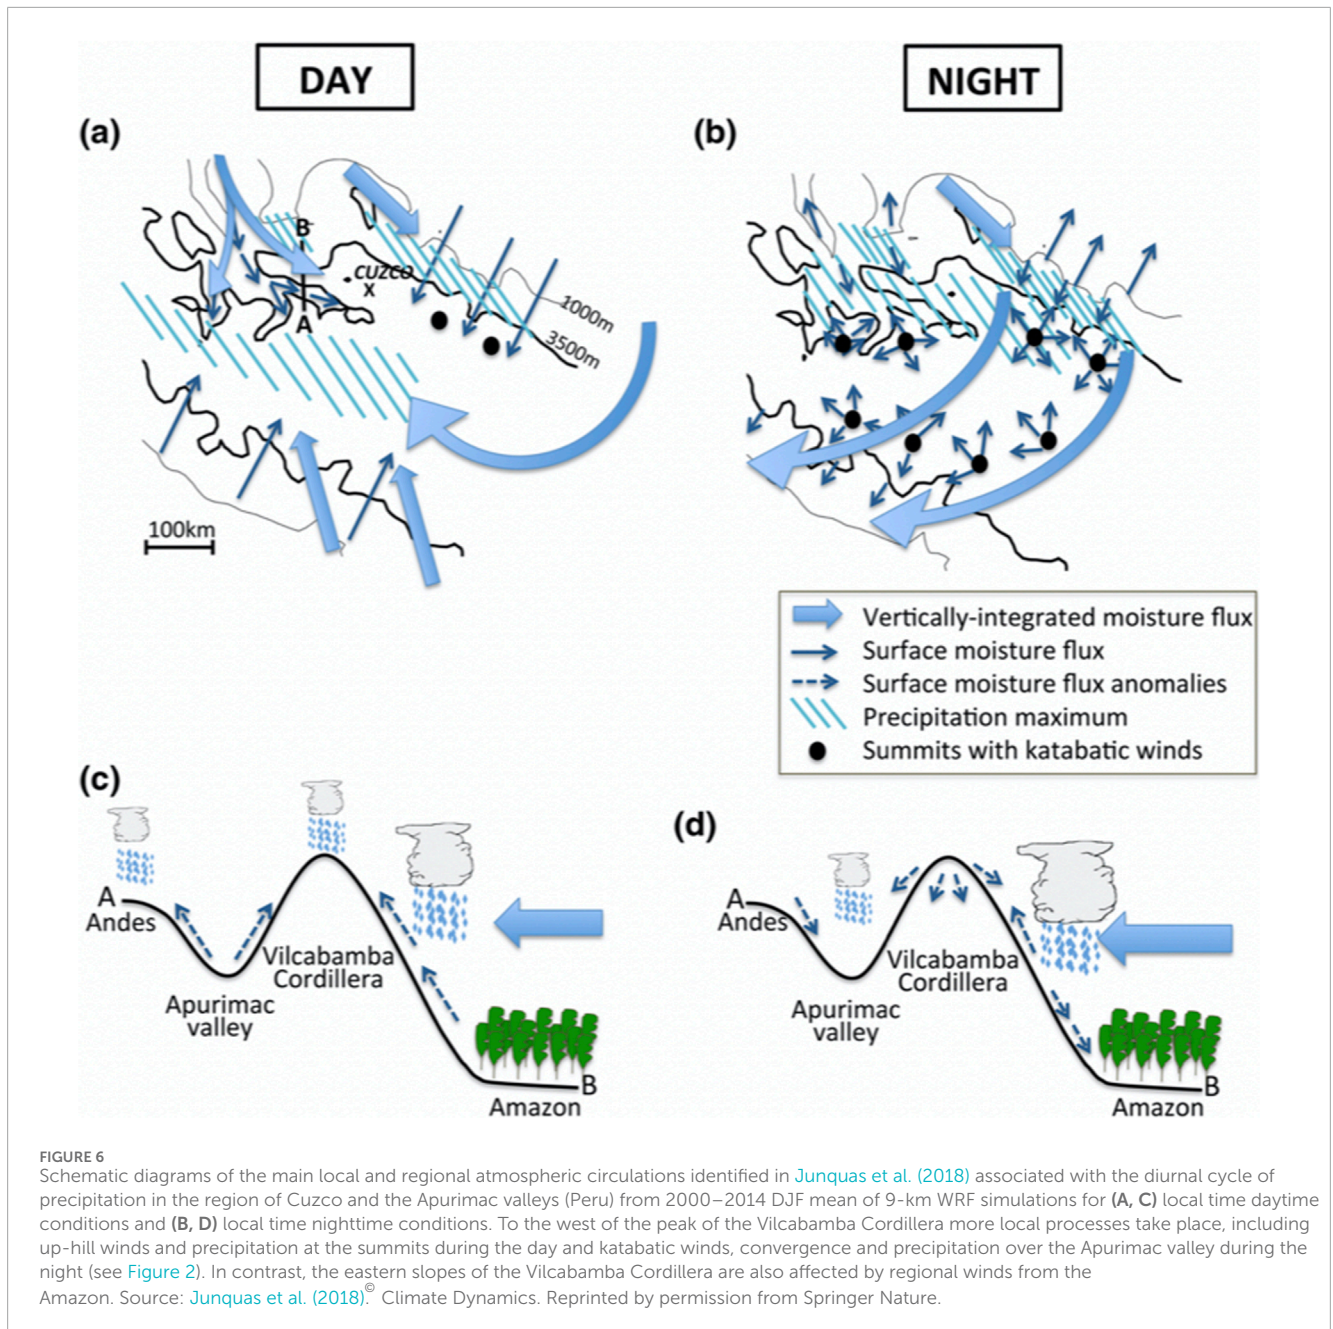 DAY
NIGHT
(a)
(b)
B
CUZCO
X
A
1000m
3500m
100km
Vertically-integrated moisture flux
Surface moisture flux
Surface moisture flux anomalies
Precipitation maximum
Summits with katabatic winds
(c)
A
Andes
Apurimac
valley
Vilcabamba
Cordillera
B
Amazon
(d)
A
Andes
Apurimac
valley
Vilcabamba
Cordillera
B
Amazon
FIGURE 6
Schematic diagrams of the main local and regional atmospheric circulations identified in Junquas et al. (2018) associated with the diurnal cycle of
precipitation in the region of Cuzco and the Apurimac valleys (Peru) from 2000–2014 DJF mean of 9-km WRF simulations for (A, C) local time daytime
conditions and (B, D) local time nighttime conditions. To the west of the peak of the Vilcabamba Cordillera more local processes take place, including
up-hill winds and precipitation at the summits during the day and katabatic winds, convergence and precipitation over the Apurimac valley during the
night (see Figure 2). In contrast, the eastern slopes of the Vilcabamba Cordillera are also affected by regional winds from the
Amazon. Source: Junquas et al. (2018).© Climate Dynamics. Reprinted by permission from Springer Nature.